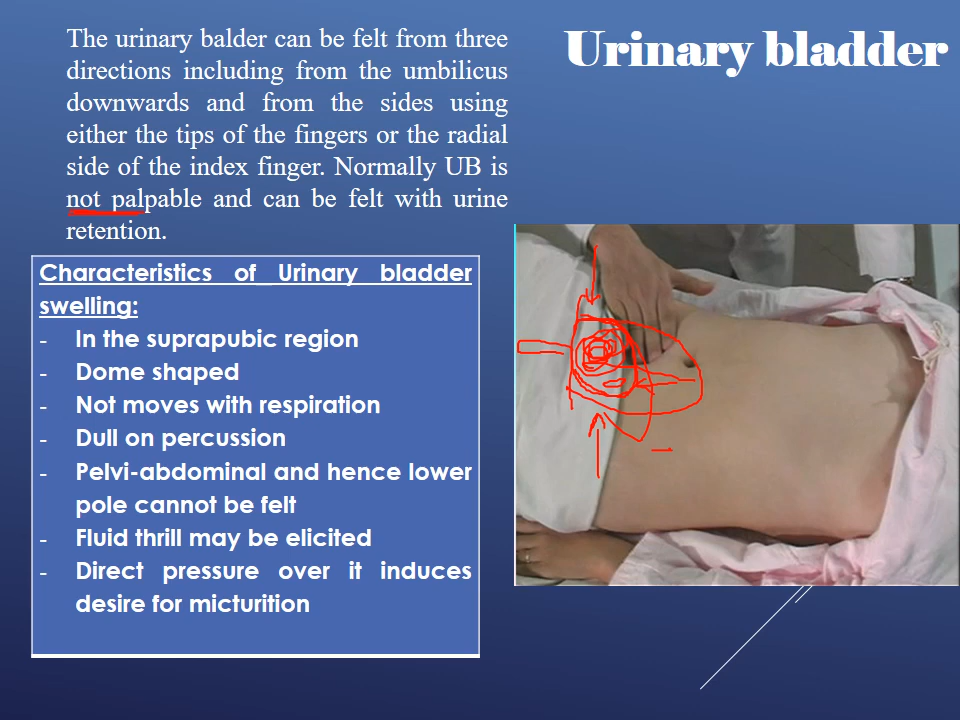 Urinary bladder
The urinary balder can be felt from three
directions including from the umbilicus
downwards and from the sides using
either the tips of the fingers or the radial
side of the index finger. Normally UB is
not palpable and can be felt with urine
retention.
Characteristics of Urinary bladder
swelling:
- In the suprapubic region
- Dome shaped
- Not moves with respiration
- Dull on percussion
- Pelvi-abdominal and hence lower
pole cannot be felt
- Fluid thrill may be elicited
- Direct pressure over it induces
desire for micturition